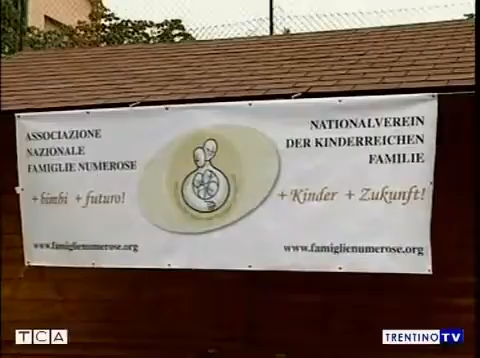 ASSOCIAZIONE
NAZIONALE
FAMIGLIE NUMEROSE
+ bimbi + futuro!
www.famiglienumerose.org
NATIONALVEREIN
DER KINDERREICHEN
FAMILIE
+ Kinder + Zukunft!
www.famiglienumerose.org
TCA
TRENTINO TV